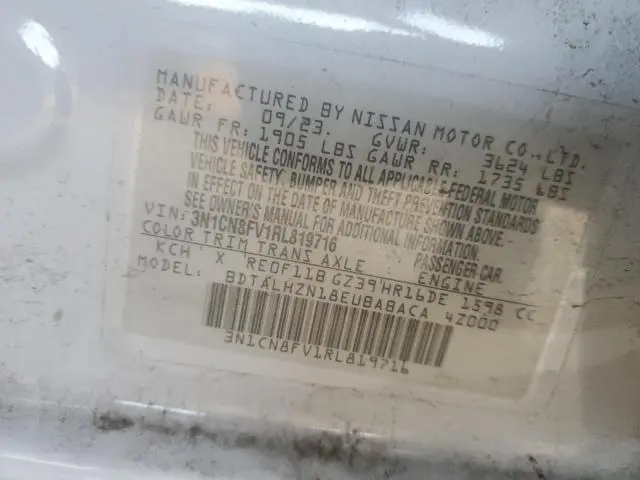 MANUFACTURED BY NISSAN MOTOR CO., LTD.
DATE: 09/23. GVWR: 3624 LBS
GAWR FR: 1905 LBS GAWR RR: 1735 LBS
THIS VEHICLE CONFORMS TO ALL APPLICABLE FEDERAL MOTOR
VEHICLE SAFETY, BUMPER AND THEFT PREVENTION STANDARDS
IN EFFECT ON THE DATE OF MANUFACTURE SHOWN ABOVE.
SEE OWNER'S MANUAL FOR ADDITIONAL INFORMATION
VIN: 3N1CN8FV1RL819716 PASSENGER CAR
COLOR TRIM TRANS AXLE: ENGINE
KCH X RE0F11B GZ39 HR16DE 1598 CC
MODEL: BDTALHZN18EUBABACA 4Z000
3N1CN8FV1RL819716